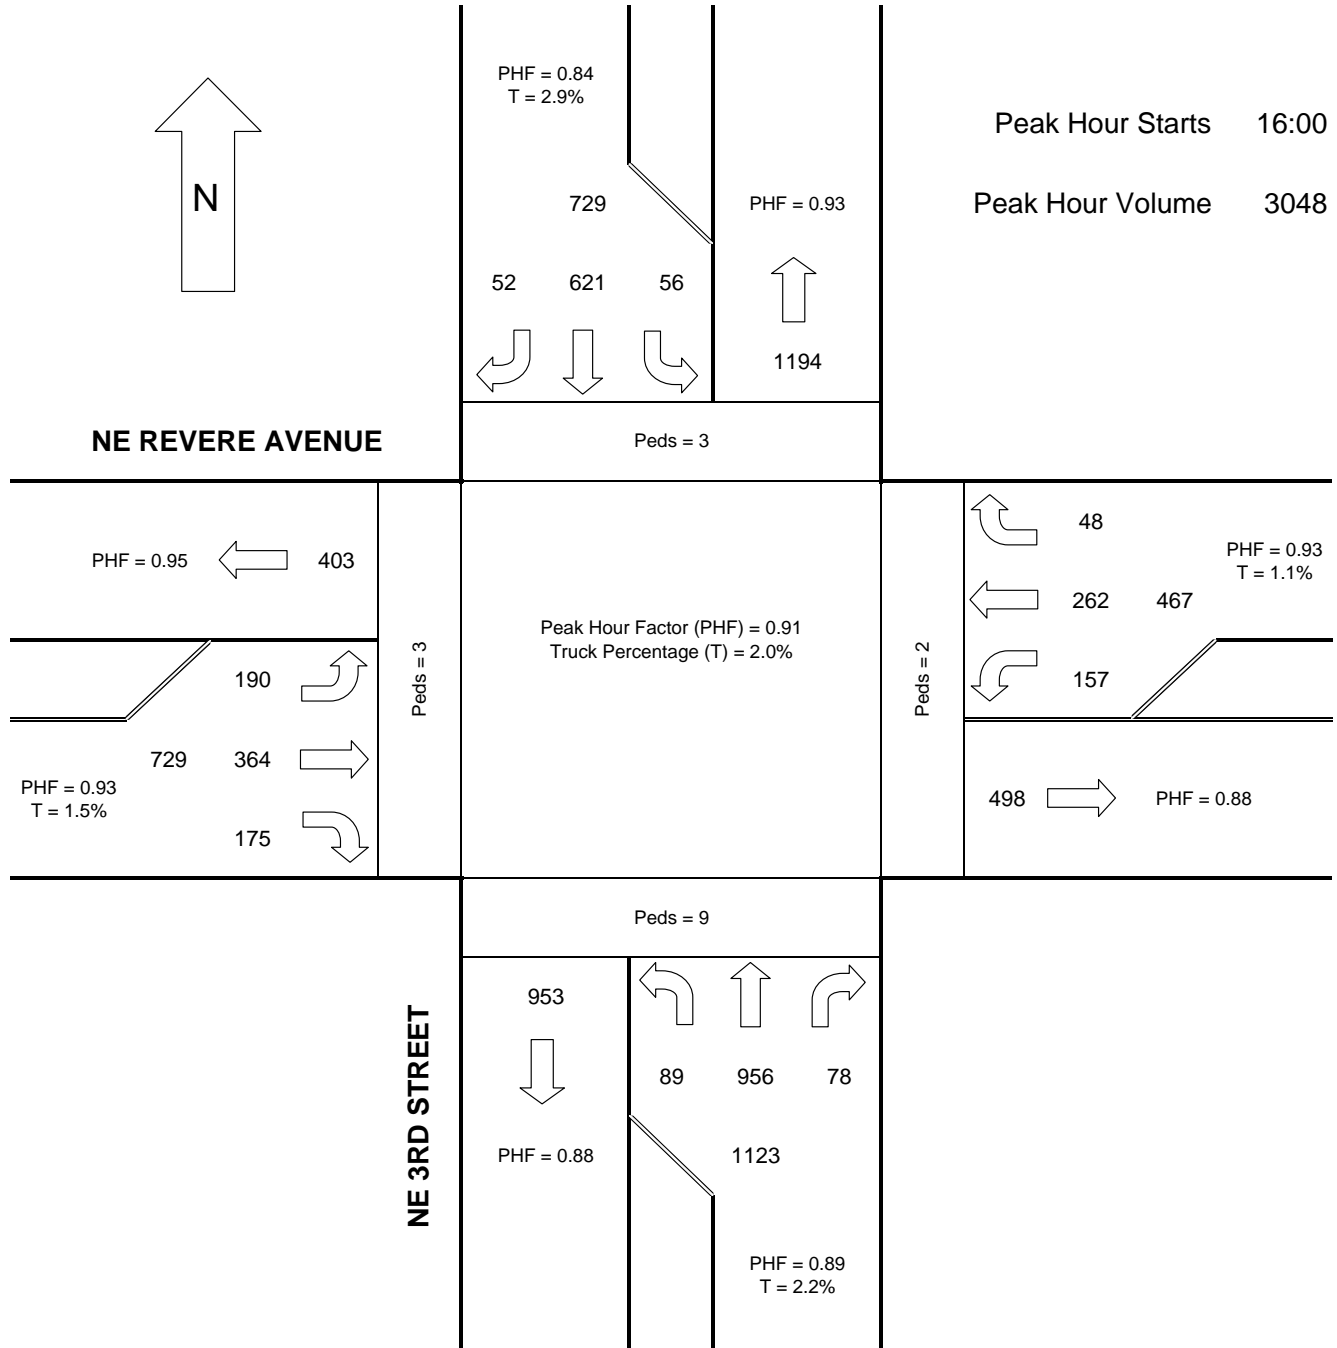 PHF = 0.84
T = 2.9%
Peak Hour Starts 16:00
N
729
PHF = 0.93
Peak Hour Volume 3048
52 621 56
1194
NE REVERE AVENUE
Peds = 3
PHF = 0.95 403
48
PHF = 0.93
T = 1.1%
262 467
157
Peak Hour Factor (PHF) = 0.91
Truck Percentage (T) = 2.0%
Peds = 3
Peds = 2
190
729 364
PHF = 0.93
T = 1.5%
175
498 PHF = 0.88
Peds = 9
953
89 956 78
NE 3RD STREET
PHF = 0.88
1123
PHF = 0.89
T = 2.2%